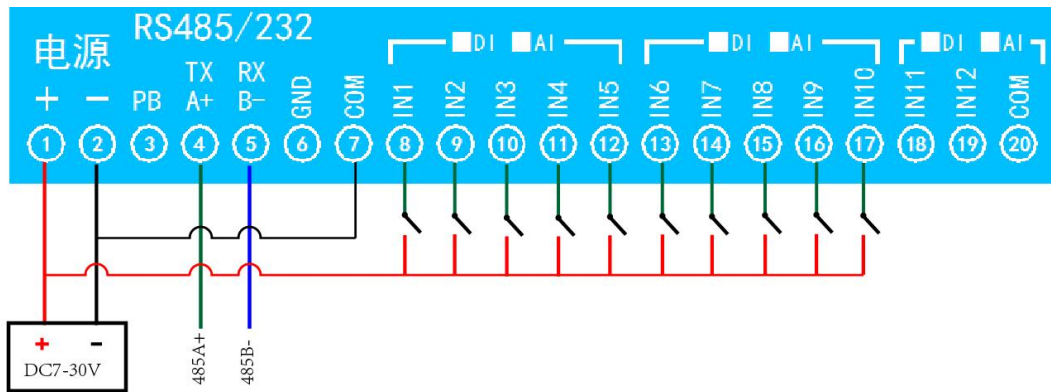 RS485/232
电源
DI AI DI AI DI AI
TX RX
+ − PB A+ B- GND COM IN1 IN2 IN3 IN4 IN5 IN6 IN7 IN8 IN9 IN10 IN11 IN12 COM
1 2 3 4 5 6 7 8 9 10 11 12 13 14 15 16 17 18 19 20
+ -
DC7-30V
485A+
485B-